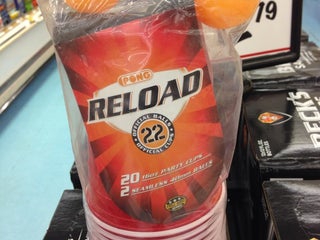 19
PONG
RELOAD
OFFICIAL BALLS
22
OFFICIAL CUPS
20 16oz PARTY CUPS
2 SEAMLESS 40mm BALLS
BECK'S